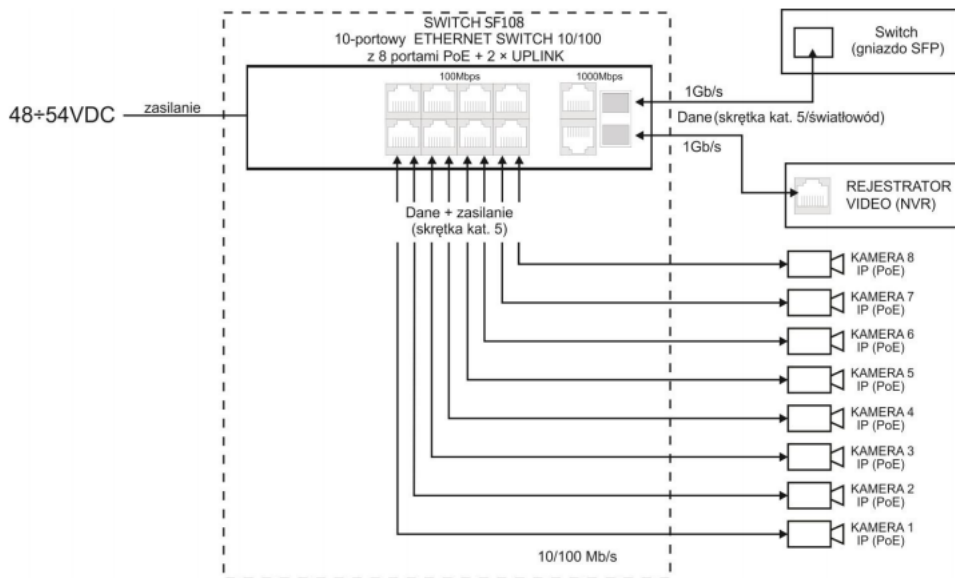 SWITCH SF108
10-portowy ETHERNET SWITCH 10/100
z 8 portami PoE + 2 × UPLINK
100Mbps
1000Mbps
48÷54VDC
zasilanie
Switch
(gniazdo SFP)
1Gb/s
Dane (skrętka kat. 5/światłowód)
1Gb/s
REJESTRATOR
VIDEO (NVR)
Dane + zasilanie
(skrętka kat. 5)
KAMERA 8
IP (PoE)
KAMERA 7
IP (PoE)
KAMERA 6
IP (PoE)
KAMERA 5
IP (PoE)
KAMERA 4
IP (PoE)
KAMERA 3
IP (PoE)
KAMERA 2
IP (PoE)
KAMERA 1
IP (PoE)
10/100 Mb/s